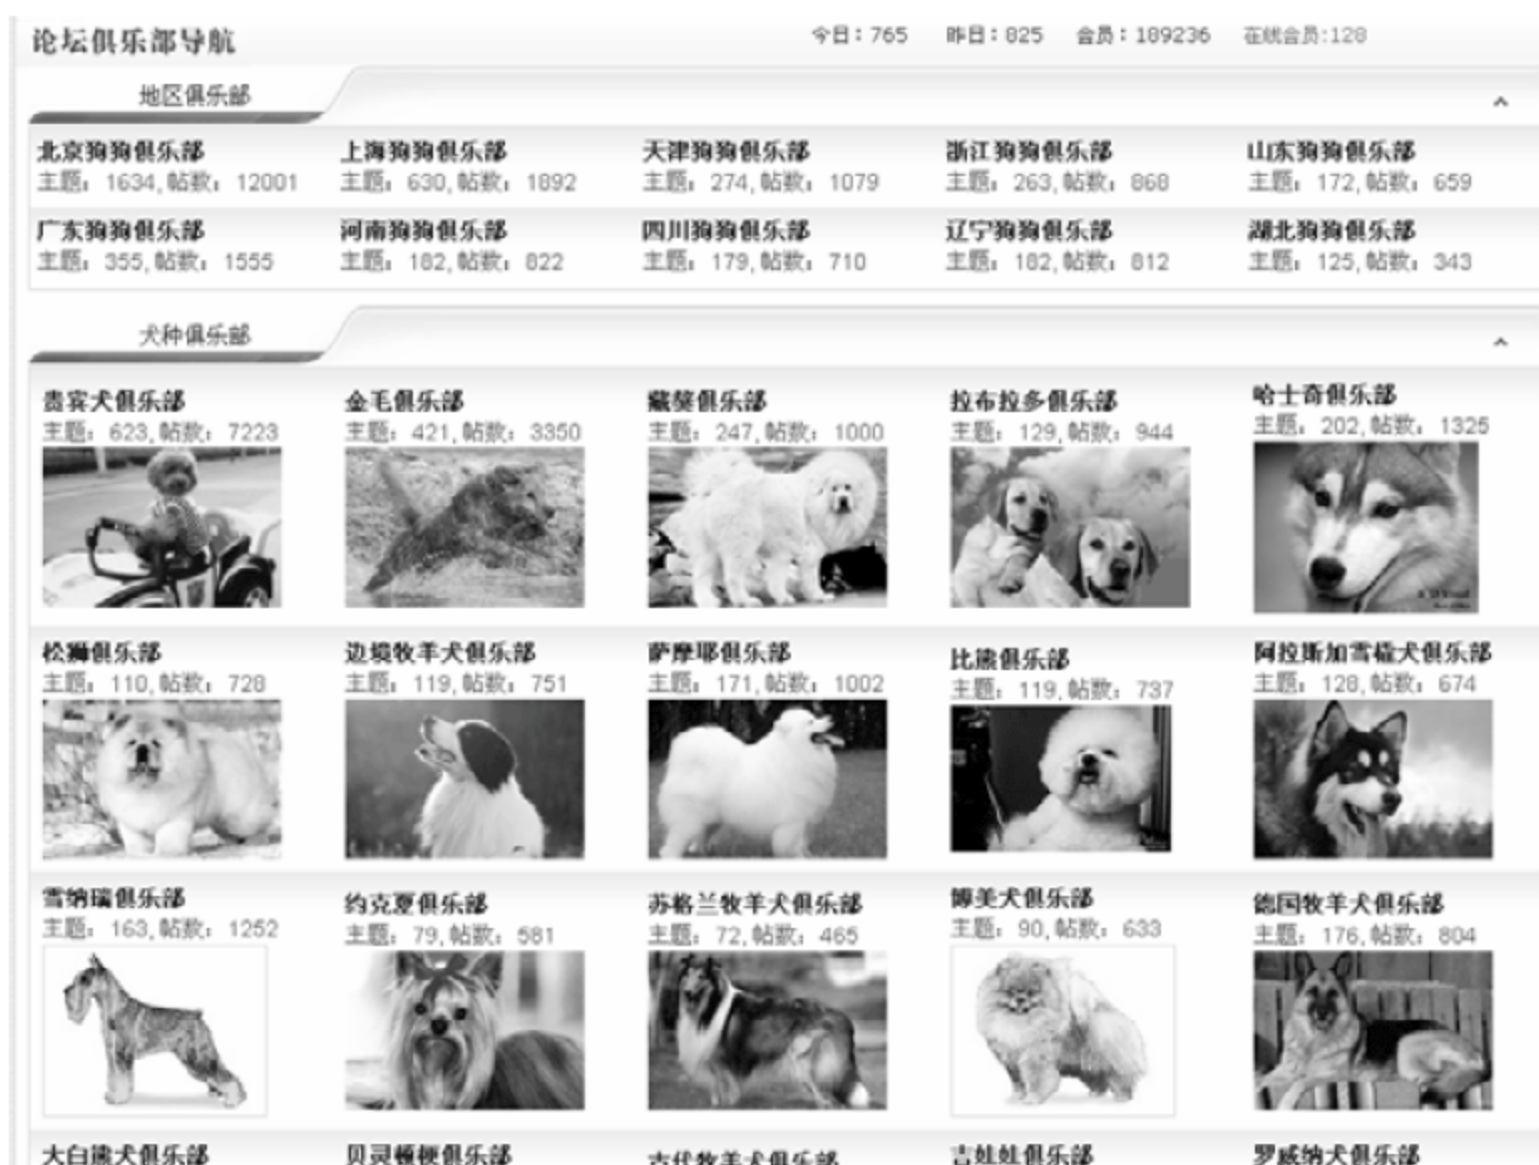 论坛俱乐部导航
今日：765 昨日：825 会员：189236 在线会员:128
地区俱乐部
北京狗狗俱乐部 上海狗狗俱乐部 天津狗狗俱乐部 浙江狗狗俱乐部 山东狗狗俱乐部
主题：1634,帖数：12001 主题：630,帖数：1892 主题：274,帖数：1079 主题：263,帖数：868 主题：172,帖数：659
广东狗狗俱乐部 河南狗狗俱乐部 四川狗狗俱乐部 辽宁狗狗俱乐部 湖北狗狗俱乐部
主题：355,帖数：1555 主题：182,帖数：822 主题：179,帖数：710 主题：182,帖数：812 主题：125,帖数：343
犬种俱乐部
贵宾犬俱乐部 金毛俱乐部 藏獒俱乐部 拉布拉多俱乐部 哈士奇俱乐部
主题：623,帖数：7223 主题：421,帖数：3350 主题：247,帖数：1000 主题：129,帖数：944 主题：202,帖数：1325
松狮俱乐部 边境牧羊犬俱乐部 萨摩耶俱乐部 比熊俱乐部 阿拉斯加雪橇犬俱乐部
主题：110,帖数：728 主题：119,帖数：751 主题：171,帖数：1002 主题：119,帖数：737 主题：128,帖数：674
雪纳瑞俱乐部 约克夏俱乐部 苏格兰牧羊犬俱乐部 博美犬俱乐部 德国牧羊犬俱乐部
主题：163,帖数：1252 主题：79,帖数：581 主题：72,帖数：465 主题：90,帖数：633 主题：176,帖数：804
大白熊犬俱乐部 贝灵顿梗俱乐部 古代牧羊犬俱乐部 吉娃娃俱乐部 罗威纳犬俱乐部